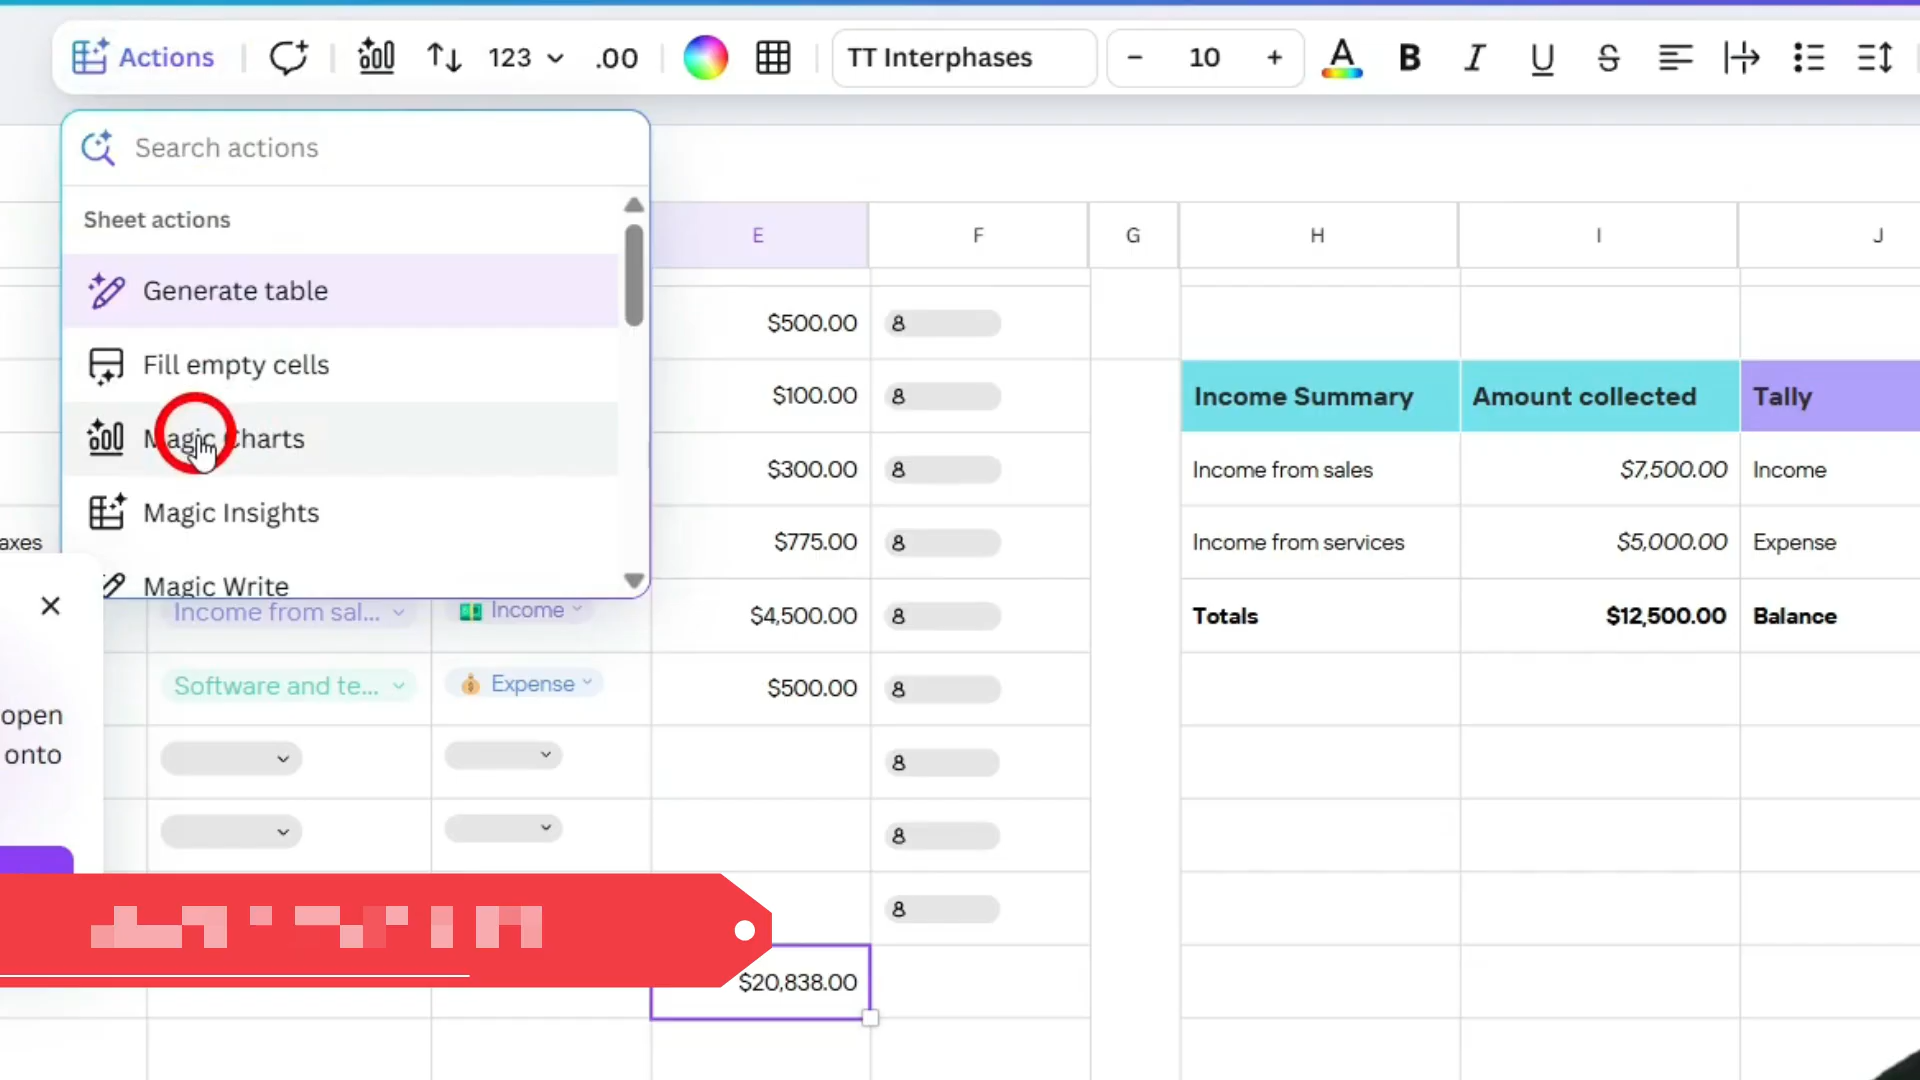 Actions 123 .00 TT Interphases - 10 + A B I U S
Search actions
Sheet actions
Generate table
Fill empty cells
Magic Charts
Magic Insights
Magic Write
E F G H I J
$500.00 8
$100.00 8 Income Summary Amount collected Tally
$300.00 8 Income from sales $7,500.00 Income
axes $775.00 8 Income from services $5,000.00 Expense
Income from sal... Income $4,500.00 8 Totals $12,500.00 Balance
Software and te... Expense $500.00 8
open
onto
8
8
8
$20,838.00